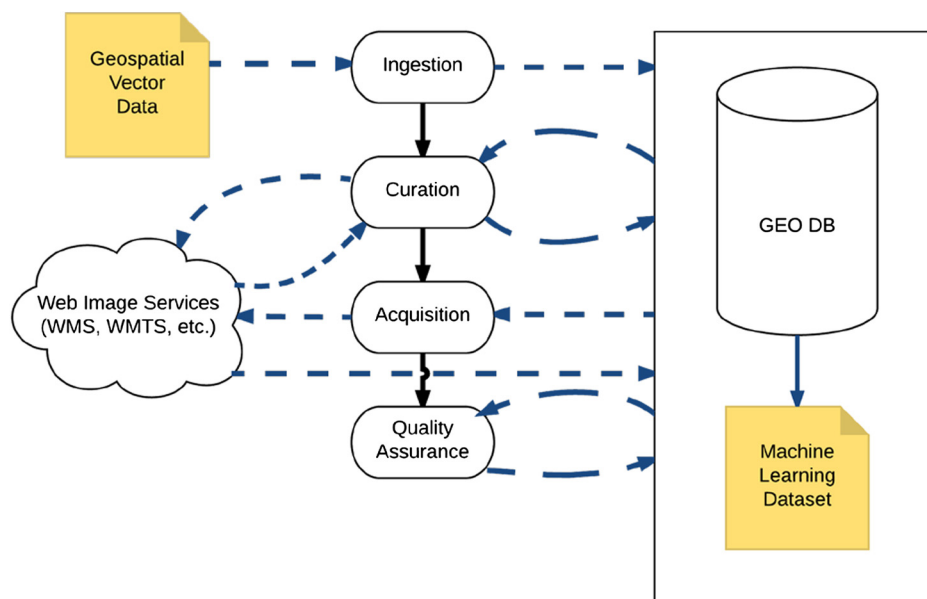 Geospatial
Vector
Data
Ingestion
Curation
GEO DB
Web Image Services
(WMS, WMTS, etc.)
Acquisition
Quality
Assurance
Machine
Learning
Dataset